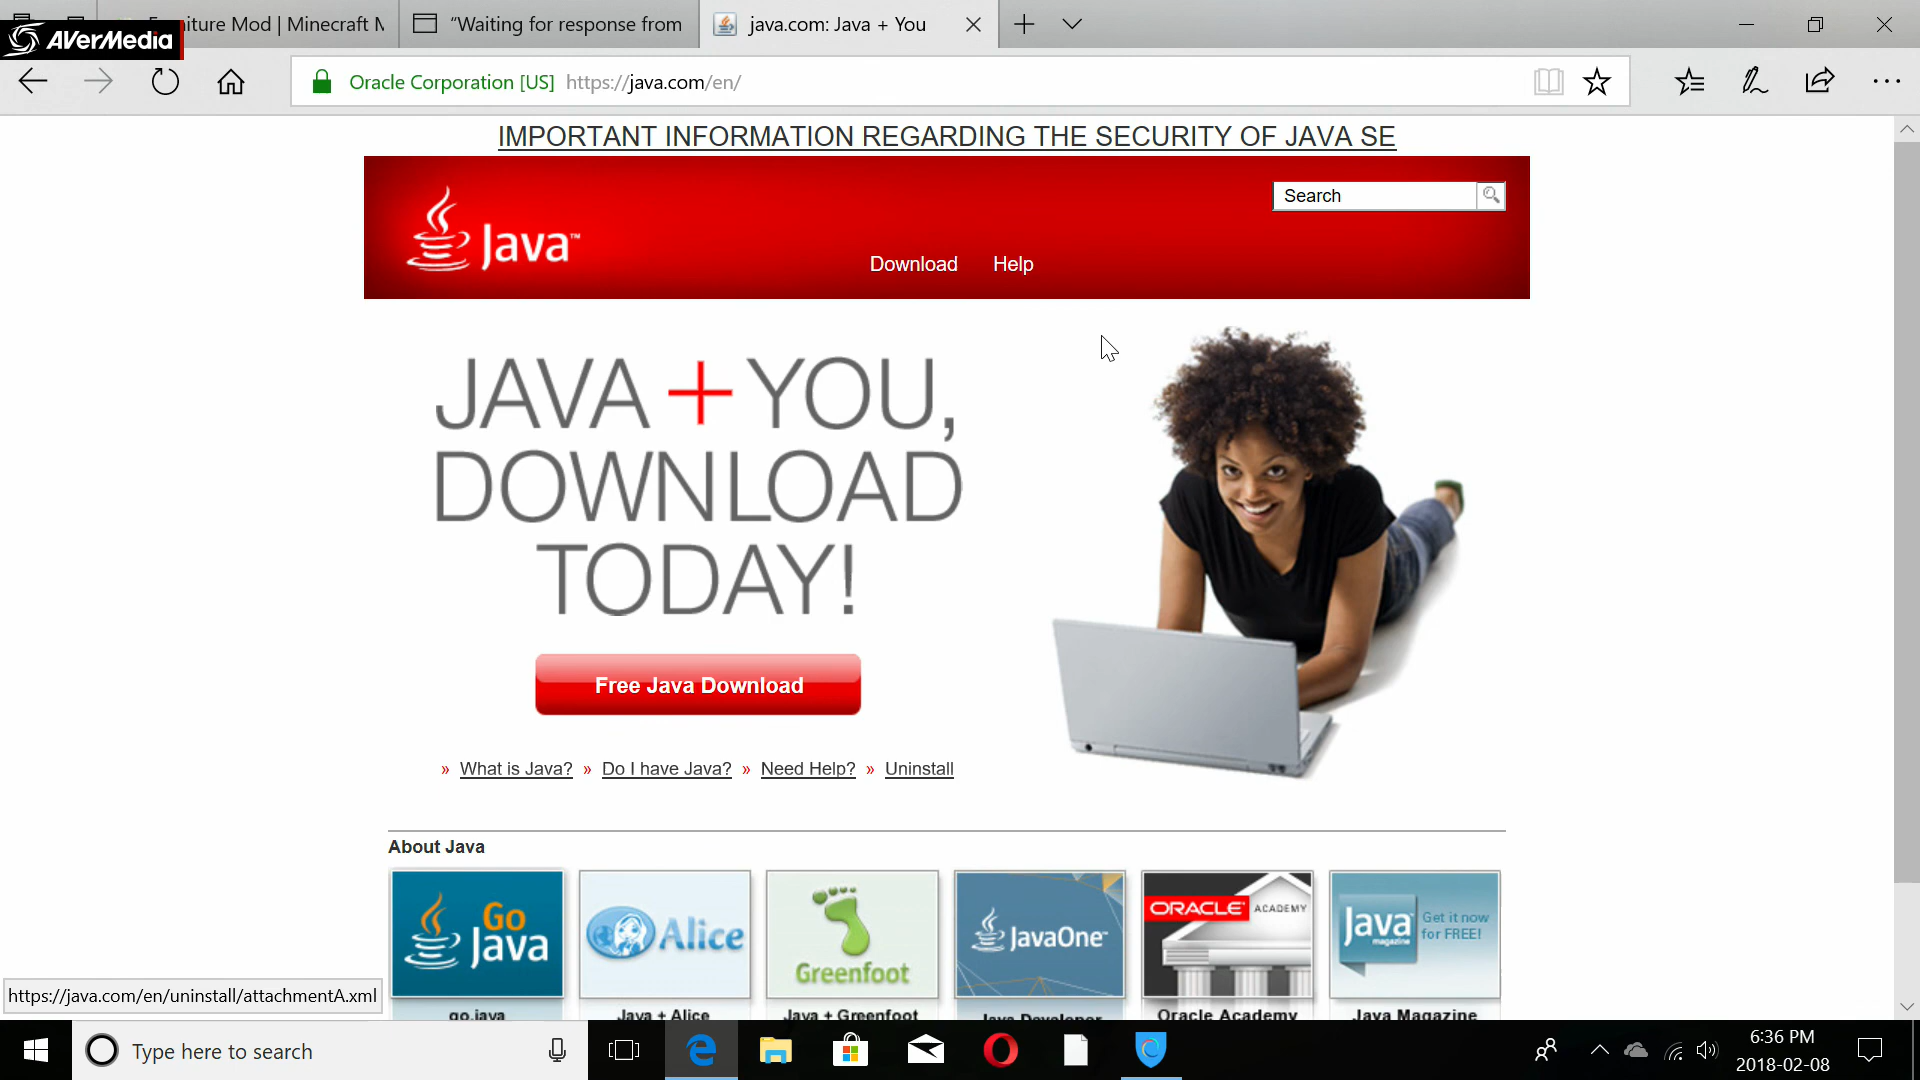 AVerMedia
niture Mod | Minecraft M
“Waiting for response from
java.com: Java + You
Oracle Corporation [US] https://java.com/en/
IMPORTANT INFORMATION REGARDING THE SECURITY OF JAVA SE
Java™
Search
Download Help
JAVA + YOU,
DOWNLOAD
TODAY!
Free Java Download
» What is Java? » Do I have Java? » Need Help? » Uninstall
About Java
Go
Java
Alice
Greenfoot
JavaOne™
ORACLE® ACADEMY
Java™
magazine
Get it now
for FREE!
https://java.com/en/uninstall/attachmentA.xml
go.java
Java + Alice
Java + Greenfoot
Java Developer
Oracle Academy
Java Magazine
Type here to search
6:36 PM
2018-02-08